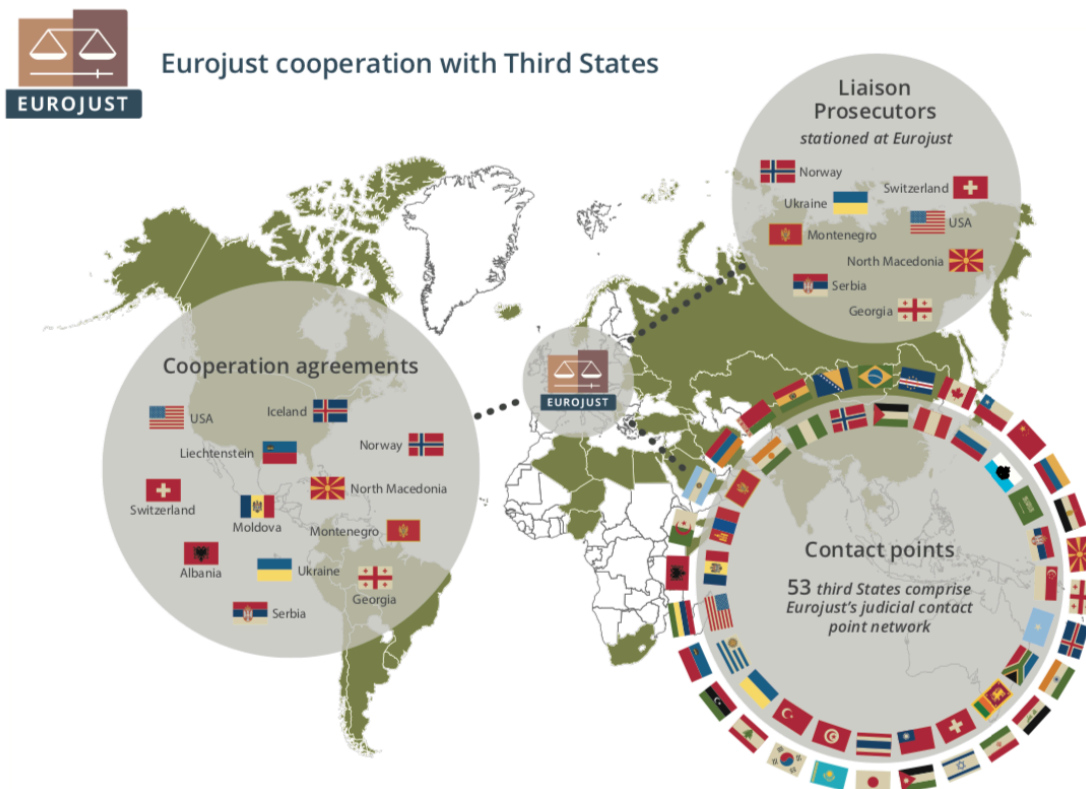 EUROJUST
Eurojust cooperation with Third States
Liaison
Prosecutors
stationed at Eurojust
Norway
Switzerland
Ukraine
USA
Montenegro
North Macedonia
Serbia
Georgia
Cooperation agreements
USA
Iceland
Norway
Liechtenstein
North Macedonia
Switzerland
Moldova
Montenegro
Albania
Ukraine
Georgia
Serbia
EUROJUST
Contact points
53 third States comprise
Eurojust's judicial contact
point network